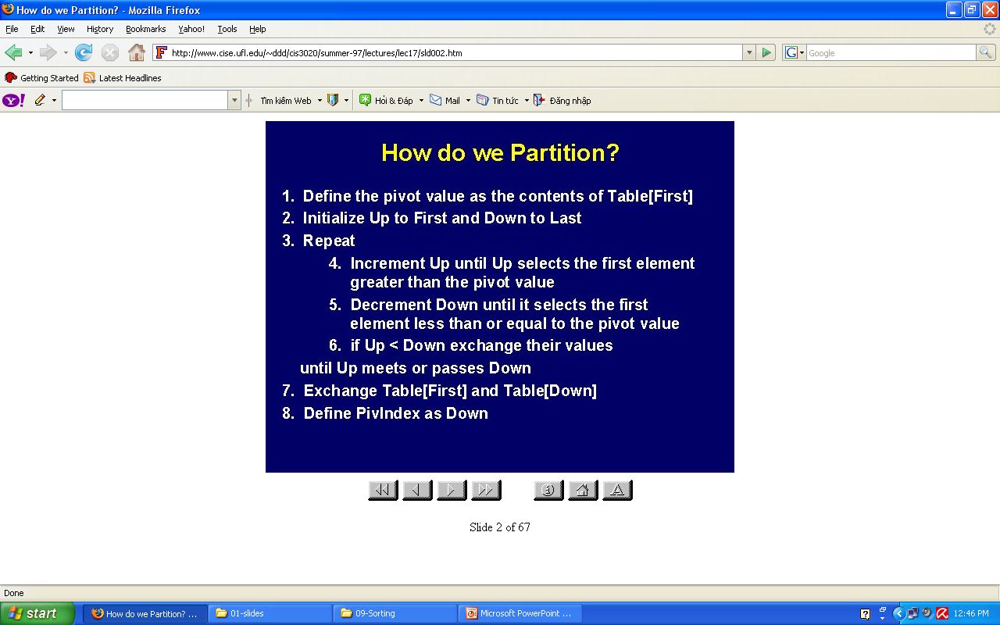 How do we Partition? - Mozilla Firefox
File Edit View History Bookmarks Yahoo! Tools Help
http://www.cise.ufl.edu/~ddd/cis3020/summer-97/lectures/lec17/sld002.htm
G Google
Getting Started Latest Headlines
Y! Tìm kiếm Web Hỏi & Đáp Mail Tin tức Đăng nhập
How do we Partition?
1. Define the pivot value as the contents of Table[First]
2. Initialize Up to First and Down to Last
3. Repeat
4. Increment Up until Up selects the first element
greater than the pivot value
5. Decrement Down until it selects the first
element less than or equal to the pivot value
6. if Up < Down exchange their values
until Up meets or passes Down
7. Exchange Table[First] and Table[Down]
8. Define PivIndex as Down
Slide 2 of 67
Done
start How do we Partition? ... 01-slides 09-Sorting Microsoft PowerPoint ... 12:46 PM